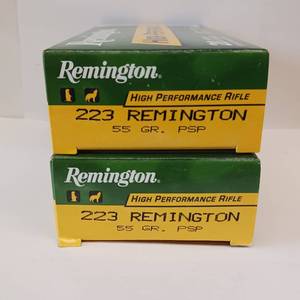 Remington
HIGH PERFORMANCE RIFLE
223 REMINGTON
55 GR. PSP
Remington
HIGH PERFORMANCE RIFLE
223 REMINGTON
55 GR. PSP